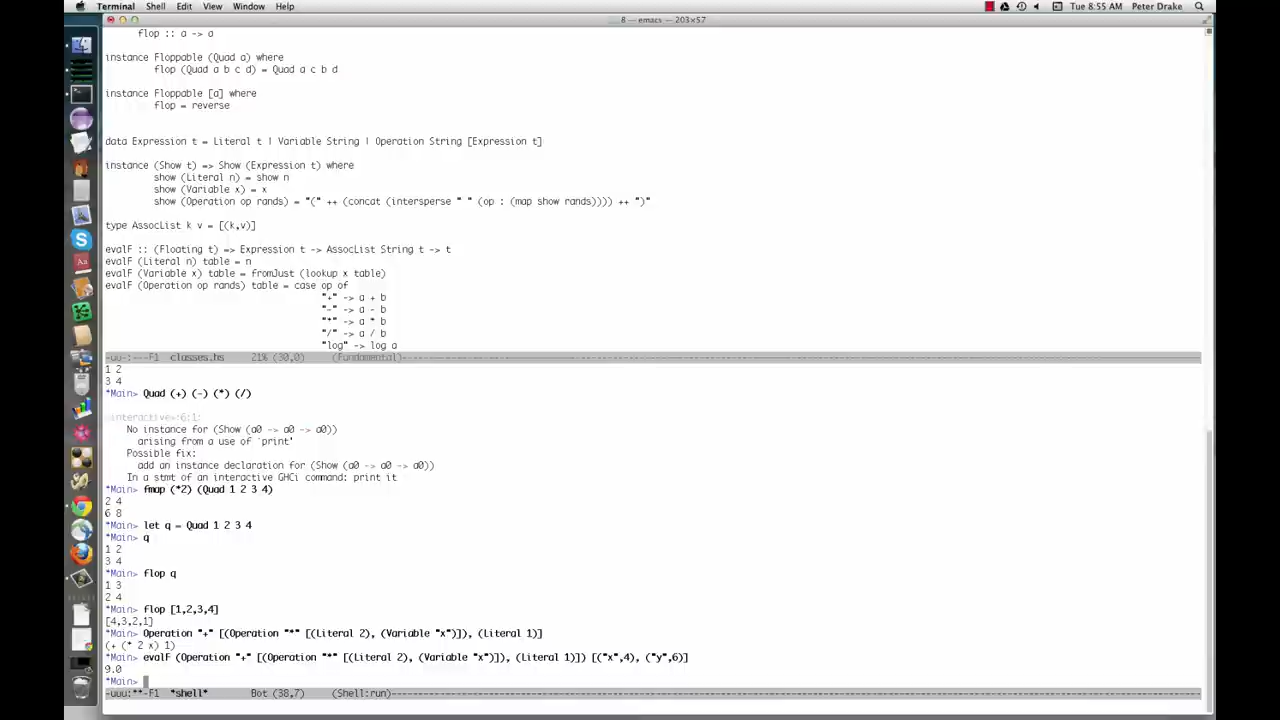 Terminal Shell Edit View Window Help Tue 8:55 AM Peter Drake
8 — emacs — 203×57
flop :: a -> a
instance Floppable (Quad a) where
flop (Quad a b c d) = Quad a c b d
instance Floppable [a] where
flop = reverse
data Expression t = Literal t | Variable String | Operation String [Expression t]
instance (Show t) => Show (Expression t) where
show (Literal n) = show n
show (Variable x) = x
show (Operation op rands) = "(" ++ (concat (intersperse " " (op : (map show rands)))) ++ ")"
type AssocList k v = [(k,v)]
evalF :: (Floating t) => Expression t -> AssocList String t -> t
evalF (Literal n) table = n
evalF (Variable x) table = fromJust (lookup x table)
evalF (Operation op rands) table = case op of
"+" -> a + b
"-" -> a - b
"*" -> a * b
"/" -> a / b
"log" -> log a
-uu-:---F1 classes.hs 21% (30,0) (Fundamental)
1 2
3 4
*Main> Quad (+) (-) (*) (/)
<interactive>:6:1:
No instance for (Show (a0 -> a0 -> a0))
arising from a use of `print'
Possible fix:
add an instance declaration for (Show (a0 -> a0 -> a0))
In a stmt of an interactive GHCi command: print it
*Main> fmap (*2) (Quad 1 2 3 4)
2 4
6 8
*Main> let q = Quad 1 2 3 4
*Main> q
1 2
3 4
*Main> flop q
1 3
2 4
*Main> flop [1,2,3,4]
[4,3,2,1]
*Main> Operation "+" [(Operation "*" [(Literal 2), (Variable "x")]), (Literal 1)]
(+ (* 2 x) 1)
*Main> evalF (Operation "+" [(Operation "*" [(Literal 2), (Variable "x")]), (Literal 1)]) [("x",4), ("y",6)]
9.0
*Main>
-uuu:**-F1 *shell* Bot (38,7) (Shell:run)